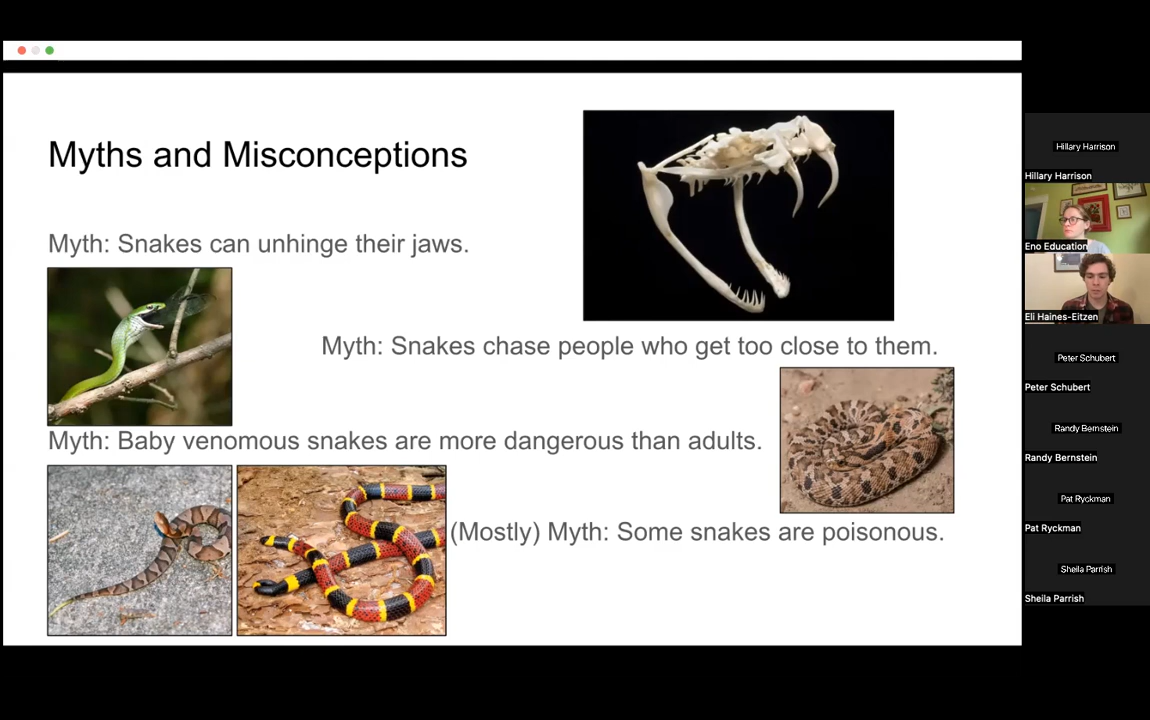 Myths and Misconceptions
Myth: Snakes can unhinge their jaws.
Myth: Snakes chase people who get too close to them.
Myth: Baby venomous snakes are more dangerous than adults.
(Mostly) Myth: Some snakes are poisonous.
Hillary Harrison
Hillary Harrison
Eno Education
Eli Haines-Eitzen
Peter Schubert
Peter Schubert
Randy Bernstein
Randy Bernstein
Pat Ryckman
Pat Ryckman
Sheila Parrish
Sheila Parrish